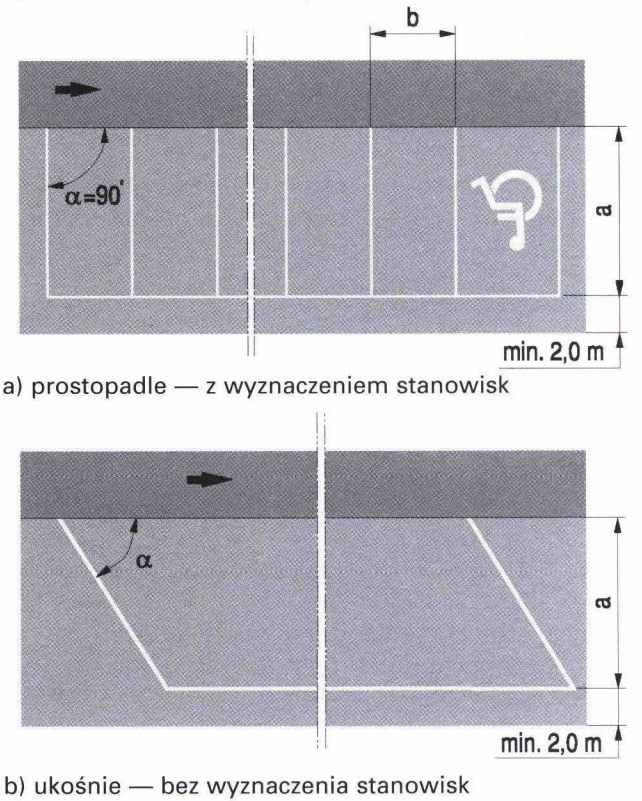 b
α=90°
a
min. 2,0 m
a) prostopadle — z wyznaczeniem stanowisk
α
a
min. 2,0 m
b) ukośnie — bez wyznaczenia stanowisk